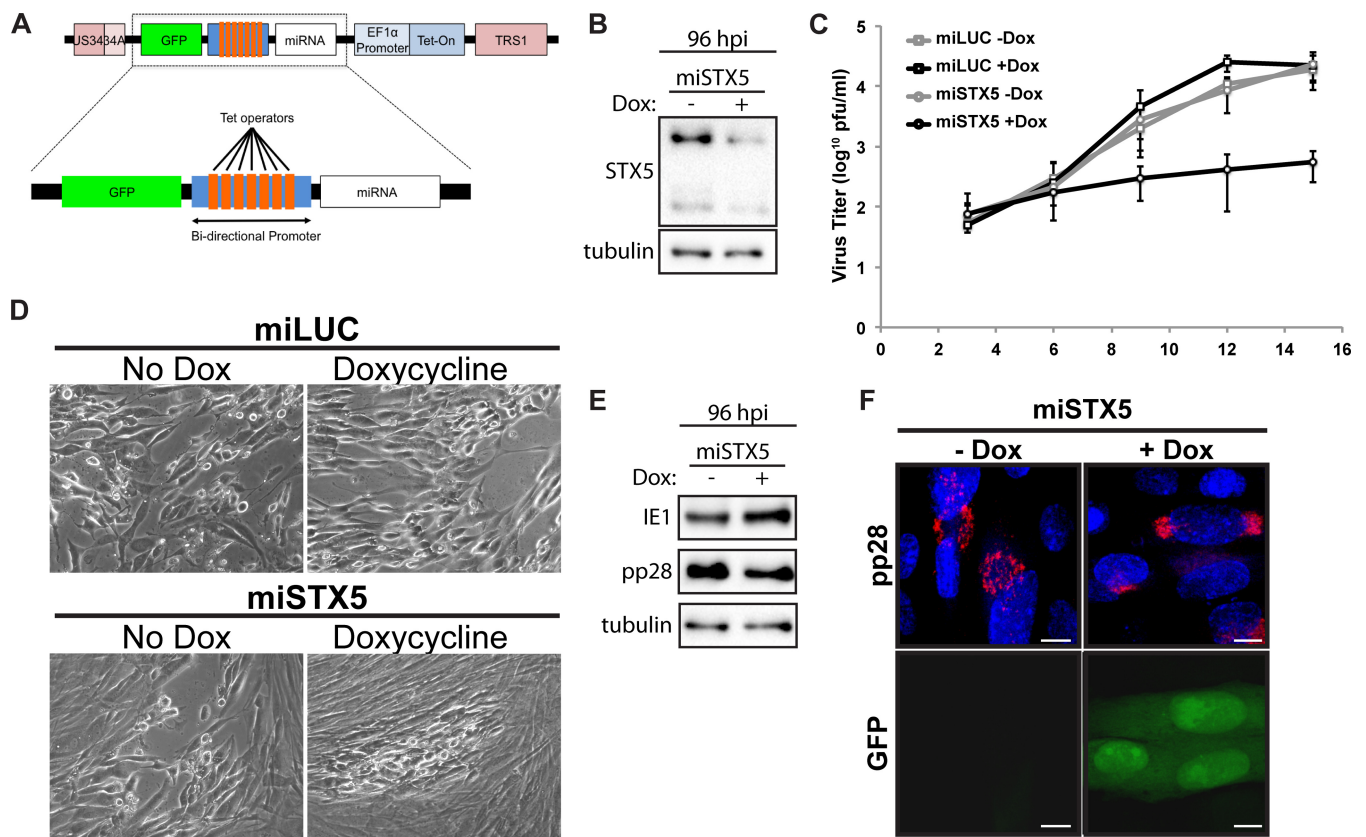 A
US34
34A
GFP
miRNA
EF1α
Promoter
Tet-On
TRS1
Tet operators
GFP
miRNA
Bi-directional Promoter
B
96 hpi
miSTX5
Dox: - +
STX5
tubulin
C
miLUC -Dox
miLUC +Dox
miSTX5 -Dox
miSTX5 +Dox
Virus Titer (log¹⁰ pfu/ml)
5
4
3
2
1
0
0 2 4 6 8 10 12 14 16
D
miLUC
No Dox Doxycycline
miSTX5
No Dox Doxycycline
E
96 hpi
miSTX5
Dox: - +
IE1
pp28
tubulin
F
miSTX5
- Dox + Dox
pp28
GFP